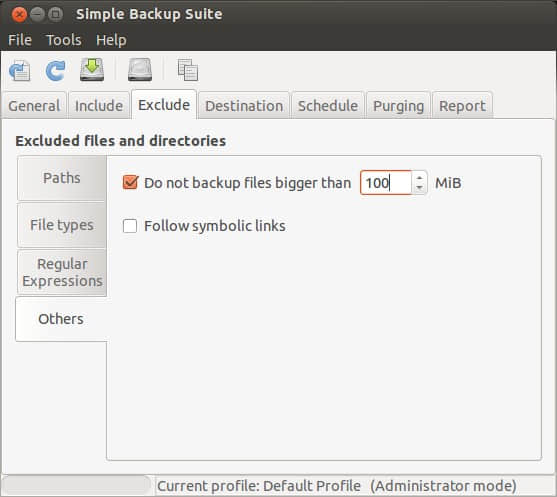 Simple Backup Suite
File Tools Help
General Include Exclude Destination Schedule Purging Report
Excluded files and directories
Paths
Do not backup files bigger than 100 MiB
File types
Follow symbolic links
Regular
Expressions
Others
Current profile: Default Profile (Administrator mode)